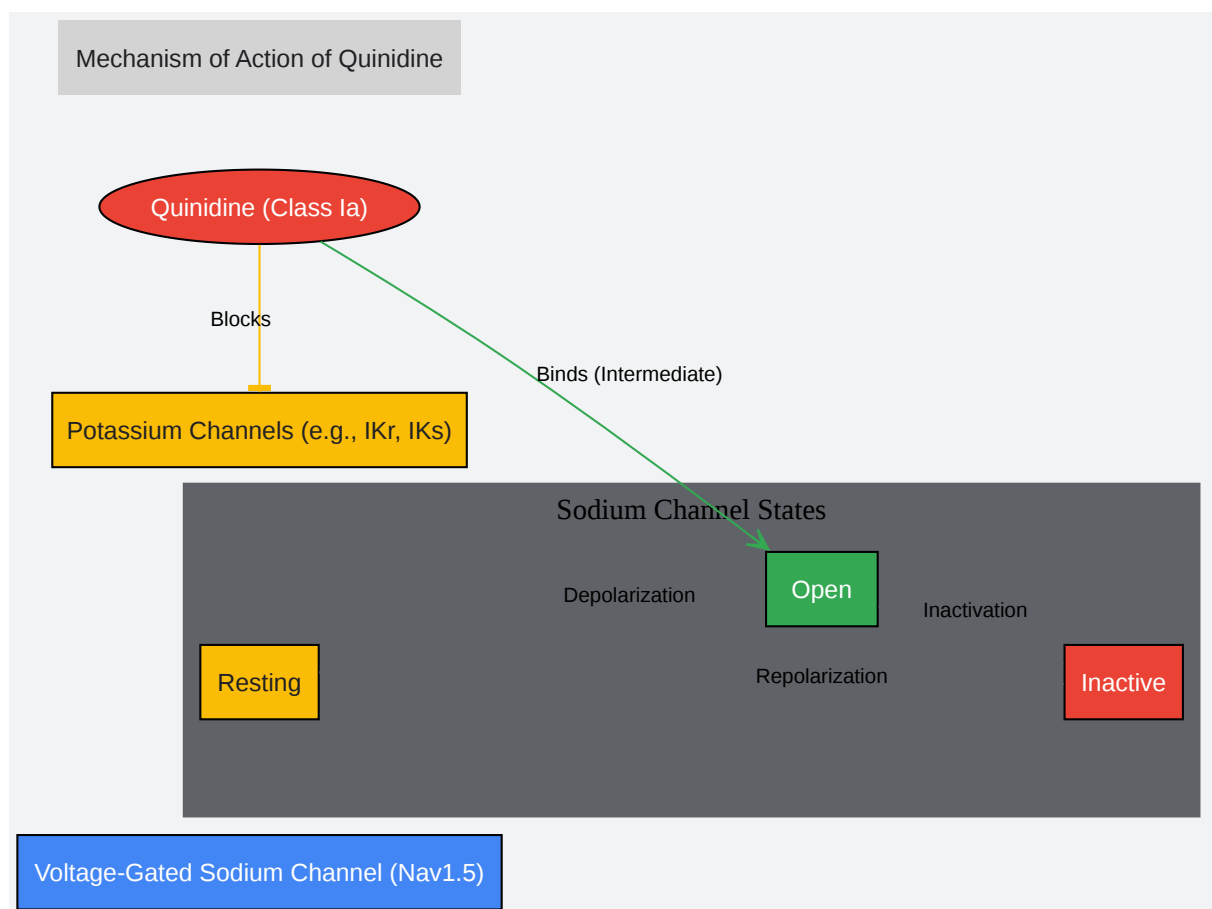 Mechanism of Action of Quinidine
Quinidine (Class Ia)
Blocks
Binds (Intermediate)
Potassium Channels (e.g., IKr, IKs)
Sodium Channel States
Open
Depolarization
Inactivation
Repolarization
Resting
Inactive
Voltage-Gated Sodium Channel (Nav1.5)